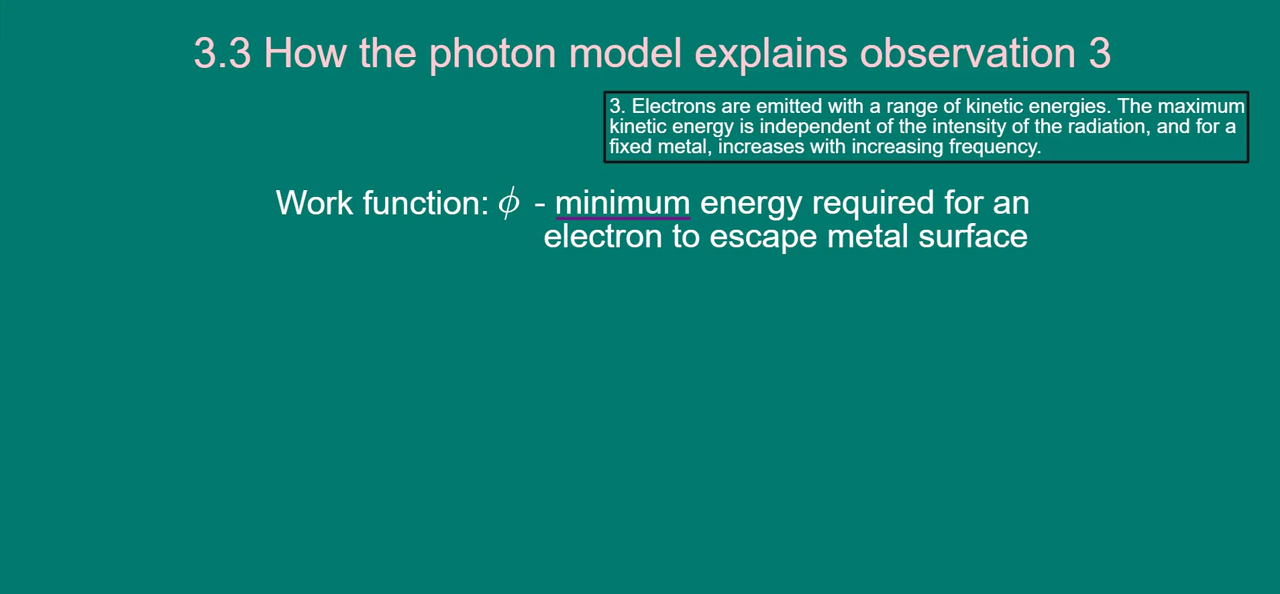 3.3 How the photon model explains observation 3
3. Electrons are emitted with a range of kinetic energies. The maximum
kinetic energy is independent of the intensity of the radiation, and for a
fixed metal, increases with increasing frequency.
Work function: ϕ - minimum energy required for an
electron to escape metal surface